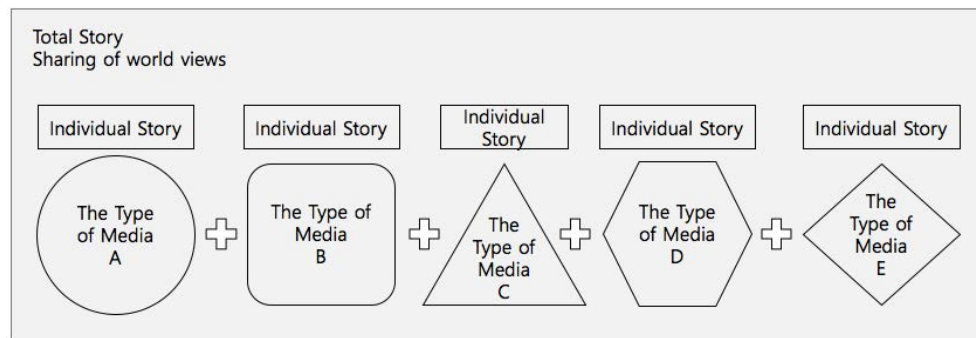 Total Story
Sharing of world views
Individual Story
Individual Story
Individual
Story
Individual Story
Individual Story
The Type
of Media
A
The Type of
Media
B
The
Type of
Media
C
The Type
of Media
D
The
Type of
Media
E